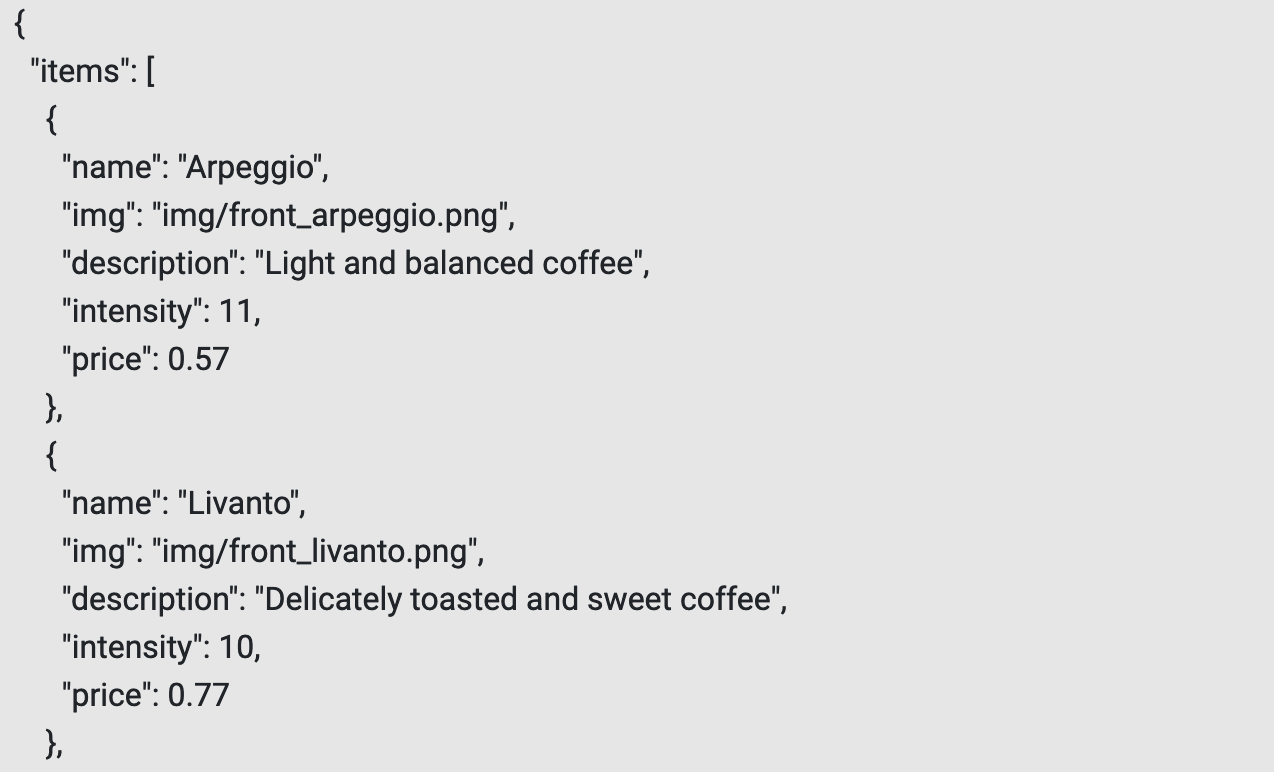 {
"items": [
{
"name": "Arpeggio",
"img": "img/front_arpeggio.png",
"description": "Light and balanced coffee",
"intensity": 11,
"price": 0.57
},
{
"name": "Livanto",
"img": "img/front_livanto.png",
"description": "Delicately toasted and sweet coffee",
"intensity": 10,
"price": 0.77
},